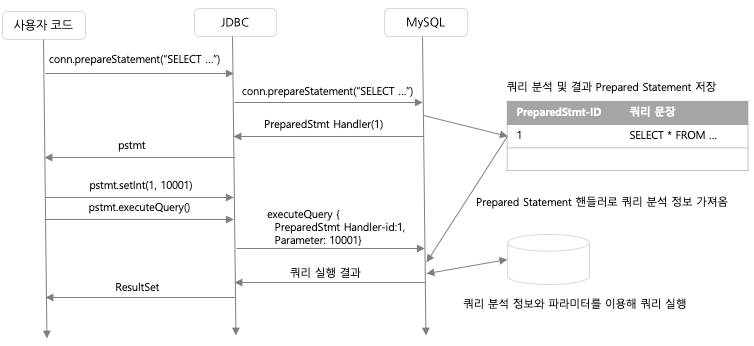 사용자 코드
JDBC
MySQL
conn.prepareStatement(“SELECT ...”)
conn.prepareStatement(“SELECT ...”)
쿼리 분석 및 결과 Prepared Statement 저장
PreparedStmt-ID 쿼리 문장
1 SELECT * FROM ...
PreparedStmt Handler(1)
pstmt
pstmt.setInt(1, 10001)
pstmt.executeQuery()
Prepared Statement 핸들러로 쿼리 분석 정보 가져옴
executeQuery {
PreparedStmt Handler-id:1,
Parameter: 10001}
쿼리 실행 결과
ResultSet
쿼리 분석 정보와 파라미터를 이용해 쿼리 실행